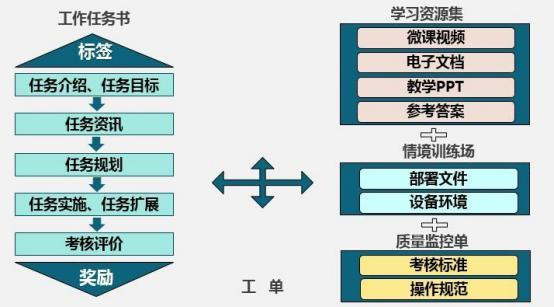 工作任务书
标签
任务介绍、任务目标
任务资讯
任务规划
任务实施、任务扩展
考核评价
奖励
工 单
学习资源集
微课视频
电子文档
教学PPT
参考答案
情境训练场
部署文件
设备环境
质量监控单
考核标准
操作规范